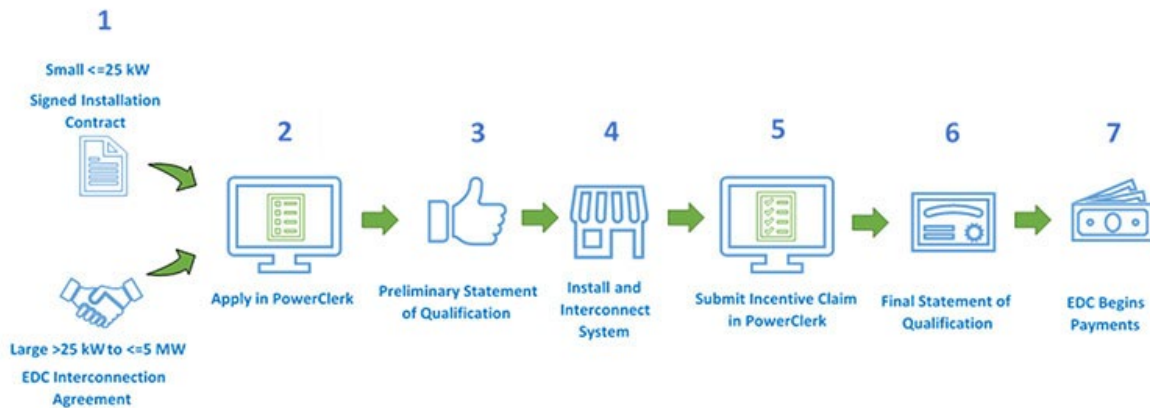 1
Small <=25 kW
Signed Installation
Contract
Large >25 kW to <=5 MW
EDC Interconnection
Agreement
2
Apply in PowerClerk
3
Preliminary Statement
of Qualification
4
Install and
Interconnect
System
5
Submit Incentive Claim
in PowerClerk
6
Final Statement of
Qualification
7
EDC Begins
Payments